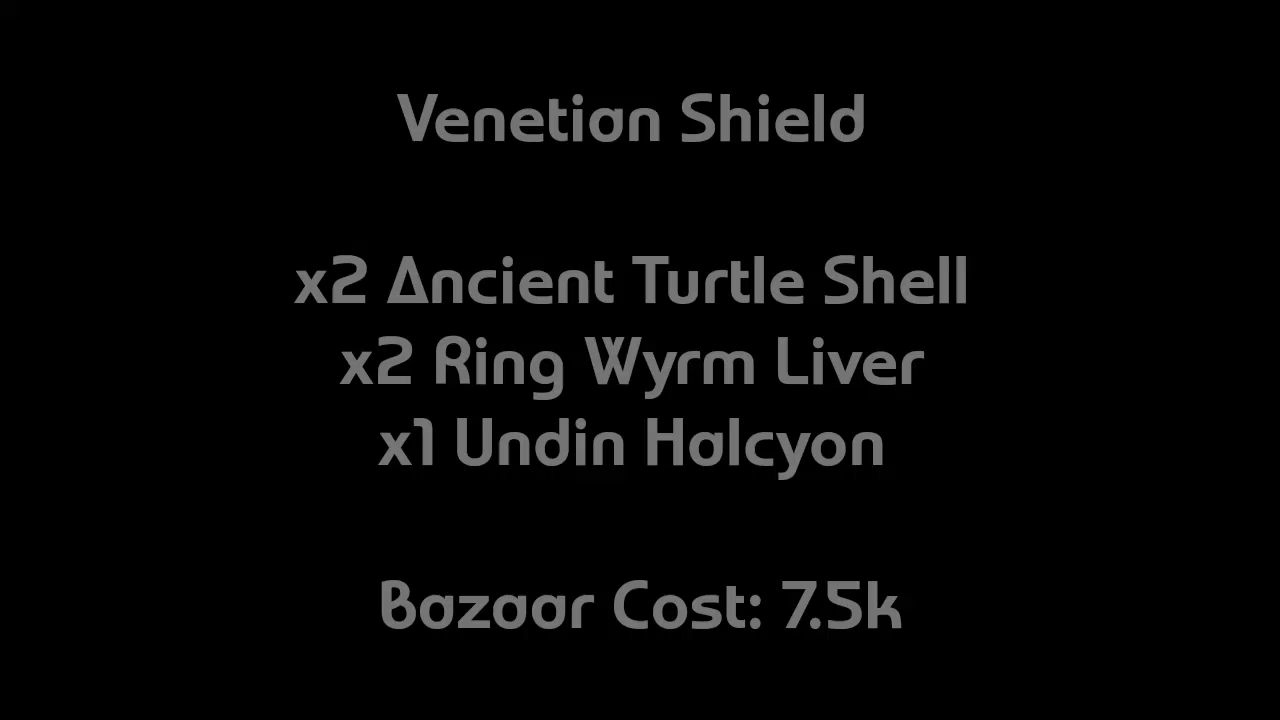 Venetian Shield
x2 Ancient Turtle Shell
x2 Ring Wyrm Liver
x1 Undin Halcyon
Bazaar Cost: 7.5k